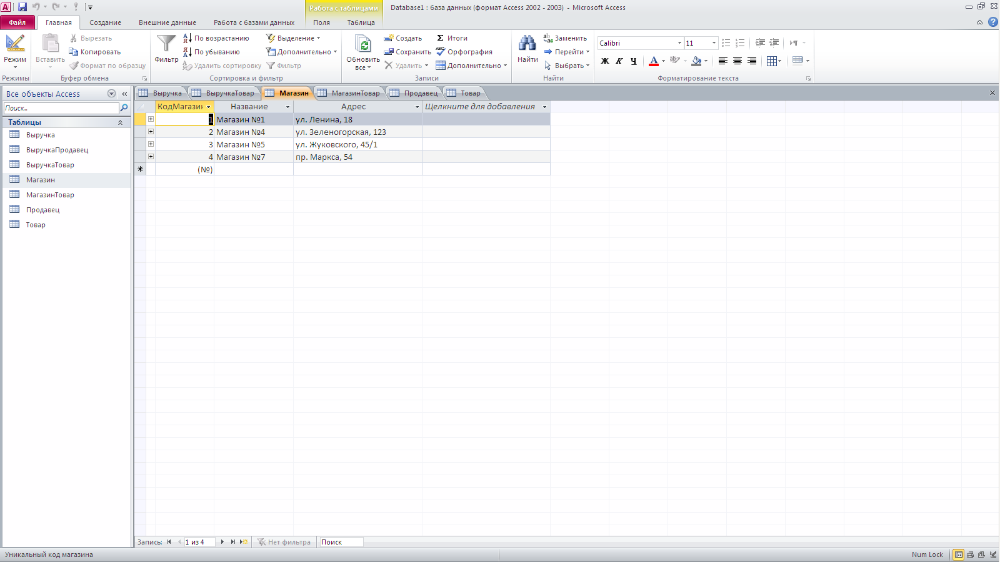 Работа с таблицами
Database1 : база данных (формат Access 2002 - 2003) - Microsoft Access
Файл Главная Создание Внешние данные Работа с базами данных Поля Таблица
Режим
Режимы
Вставить
Вырезать
Копировать
Формат по образцу
Буфер обмена
Фильтр
По возрастанию
По убыванию
Удалить сортировку
Выделение
Дополнительно
Фильтр
Сортировка и фильтр
Обновить
все
Создать
Сохранить
Удалить
Итоги
Орфография
Дополнительно
Записи
Найти
Заменить
Перейти
Выбрать
Найти
Calibri 11
Ж К Ч
Форматирование текста
Все объекты Access
Поиск...
Таблицы
Выручка
ВыручкаПродавец
ВыручкаТовар
Магазин
МагазинТовар
Продавец
Товар
Выручка ВыручкаТовар Магазин МагазинТовар Продавец Товар
КодМагазин Название Адрес Щелкните для добавления
1 Магазин №1 ул. Ленина, 18
2 Магазин №4 ул. Зеленогорская, 123
3 Магазин №5 ул. Жуковского, 45/1
4 Магазин №7 пр. Маркса, 54
(№)
Запись: 1 из 4 Нет фильтра Поиск
Уникальный код магазина
Num Lock